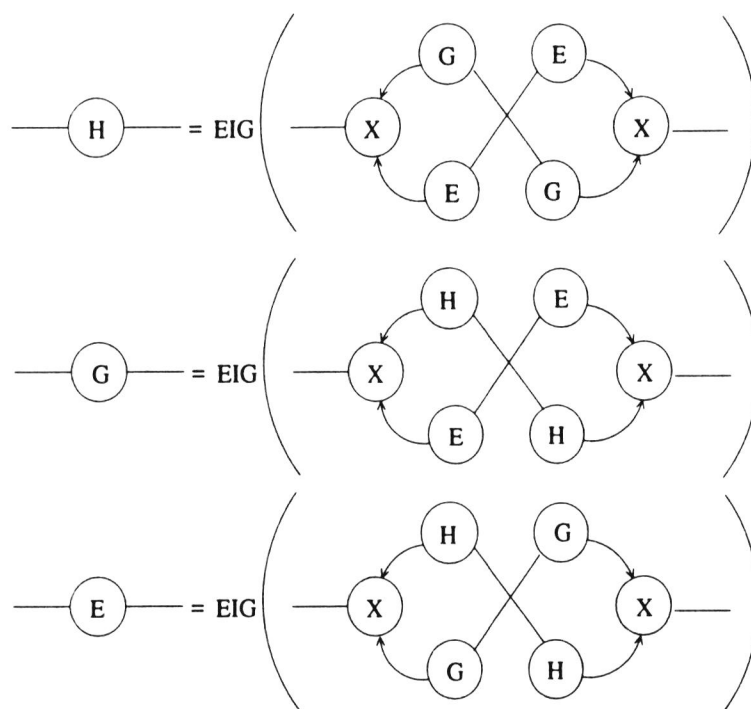 G E
H = EIG X X
E G
H E
G = EIG X X
E H
H G
E = EIG X X
G H